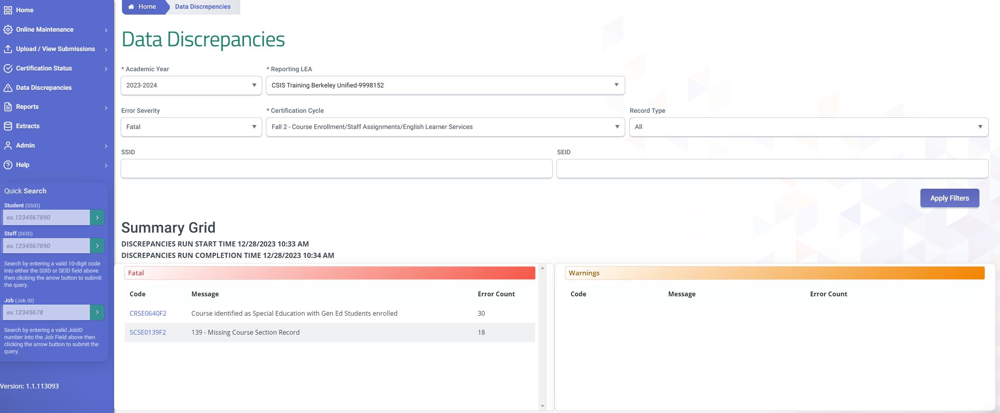 Home
Online Maintenance
Upload / View Submissions
Certification Status
Data Discrepancies
Reports
Extracts
Admin
Help
Quick Search
Student (SSID)
ex.1234567890
Staff (SEID)
ex.1234567890
Search by entering a valid 10-digit code
into either the SSID or SEID field above
then clicking the arrow button to submit
the query.
Job (Job ID)
ex.12345678
Search by entering a valid JobID
number into the Job Field above then
clicking the arrow button to submit the
query.
Version: 1.1.113093
Home Data Discrepencies
Data Discrepancies
* Academic Year * Reporting LEA
2023-2024 CSIS Training Berkeley Unified-9998152
Error Severity * Certification Cycle Record Type
Fatal Fall 2 - Course Enrollment/Staff Assignments/English Learner Services All
SSID SEID
Apply Filters
Summary Grid
DISCREPANCIES RUN START TIME 12/28/2023 10:33 AM
DISCREPANCIES RUN COMPLETION TIME 12/28/2023 10:34 AM
Fatal
Code Message Error Count
CRSE0640F2 Course identified as Special Education with Gen Ed Students enrolled 30
SCSE0139F2 139 - Missing Course Section Record 18
Warnings
Code Message Error Count